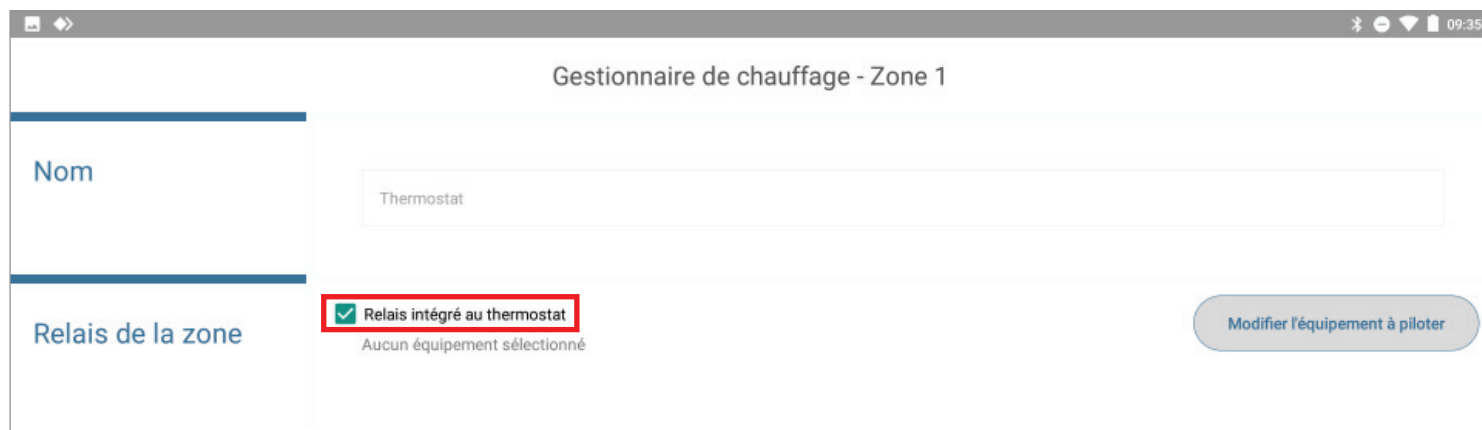 09:35
Gestionnaire de chauffage - Zone 1
Nom
Thermostat
Relais de la zone
Relais intégré au thermostat
Aucun équipement sélectionné
Modifier l'équipement à piloter